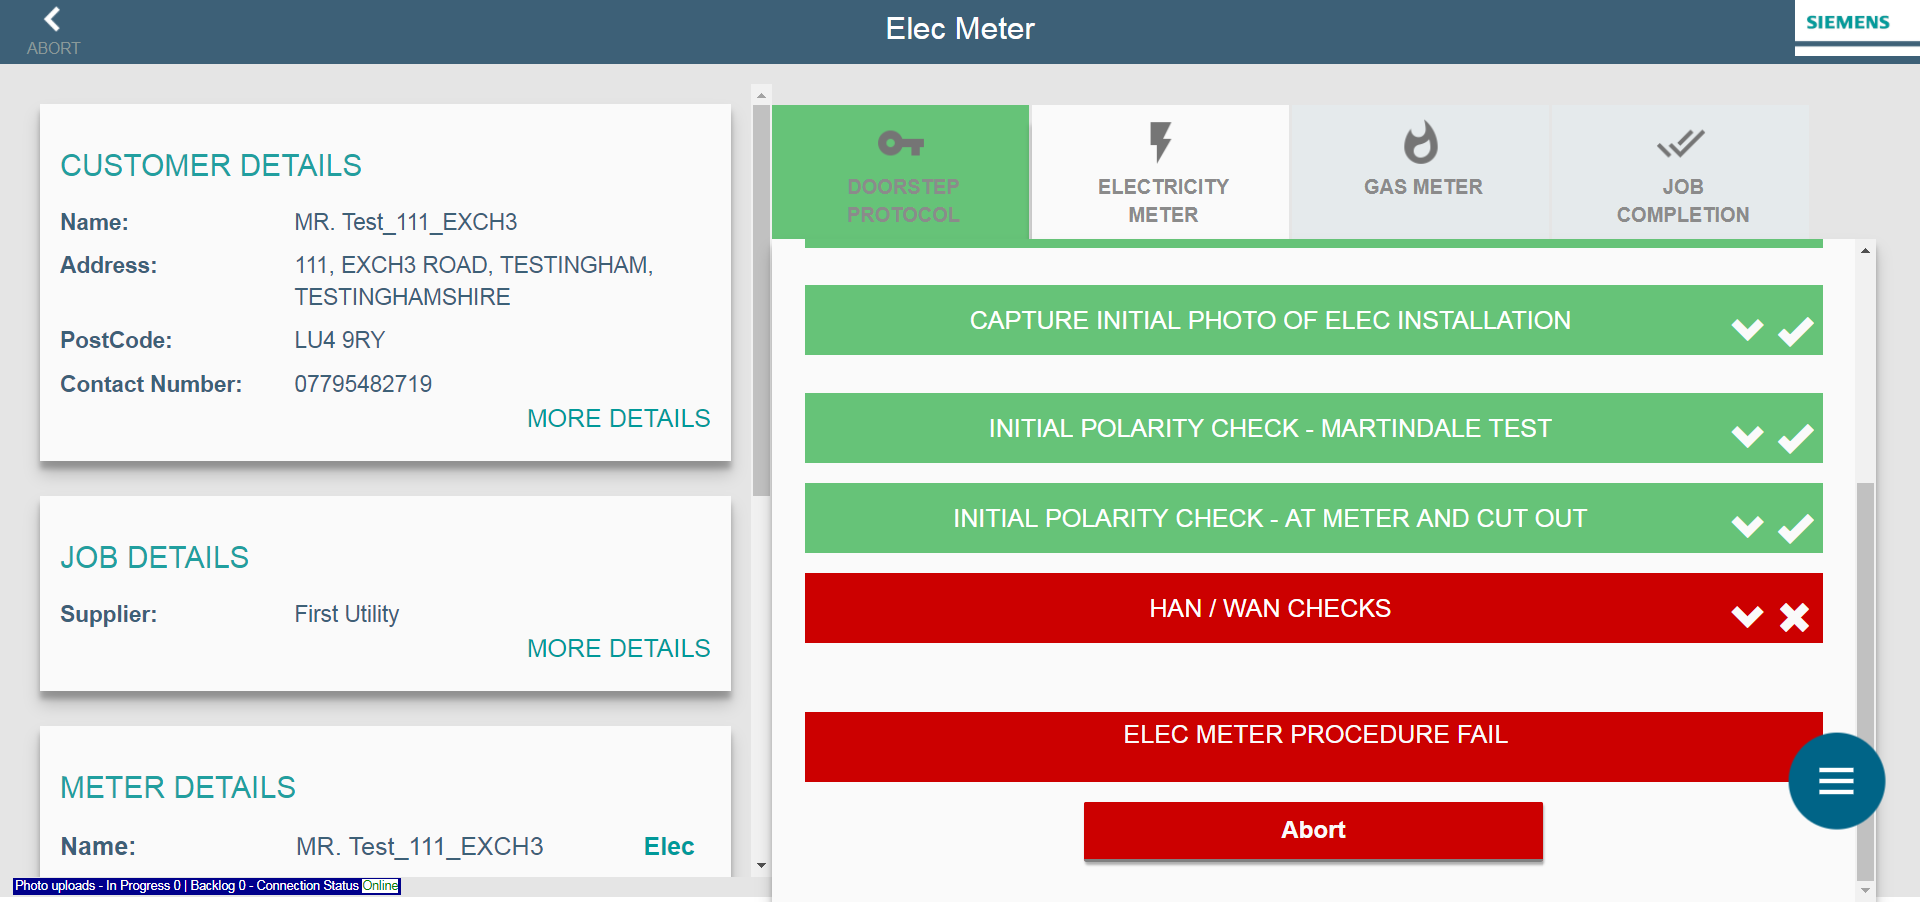 ABORT
Elec Meter
SIEMENS
CUSTOMER DETAILS
Name: MR. Test_111_EXCH3
Address: 111, EXCH3 ROAD, TESTINGHAM,
TESTINGHAMSHIRE
PostCode: LU4 9RY
Contact Number: 07795482719
MORE DETAILS
JOB DETAILS
Supplier: First Utility
MORE DETAILS
METER DETAILS
Name: MR. Test_111_EXCH3 Elec
Photo uploads - In Progress 0 | Backlog 0 - Connection Status Online
DOORSTEP
PROTOCOL
ELECTRICITY
METER
GAS METER
JOB
COMPLETION
CAPTURE INITIAL PHOTO OF ELEC INSTALLATION
INITIAL POLARITY CHECK - MARTINDALE TEST
INITIAL POLARITY CHECK - AT METER AND CUT OUT
HAN / WAN CHECKS
ELEC METER PROCEDURE FAIL
Abort